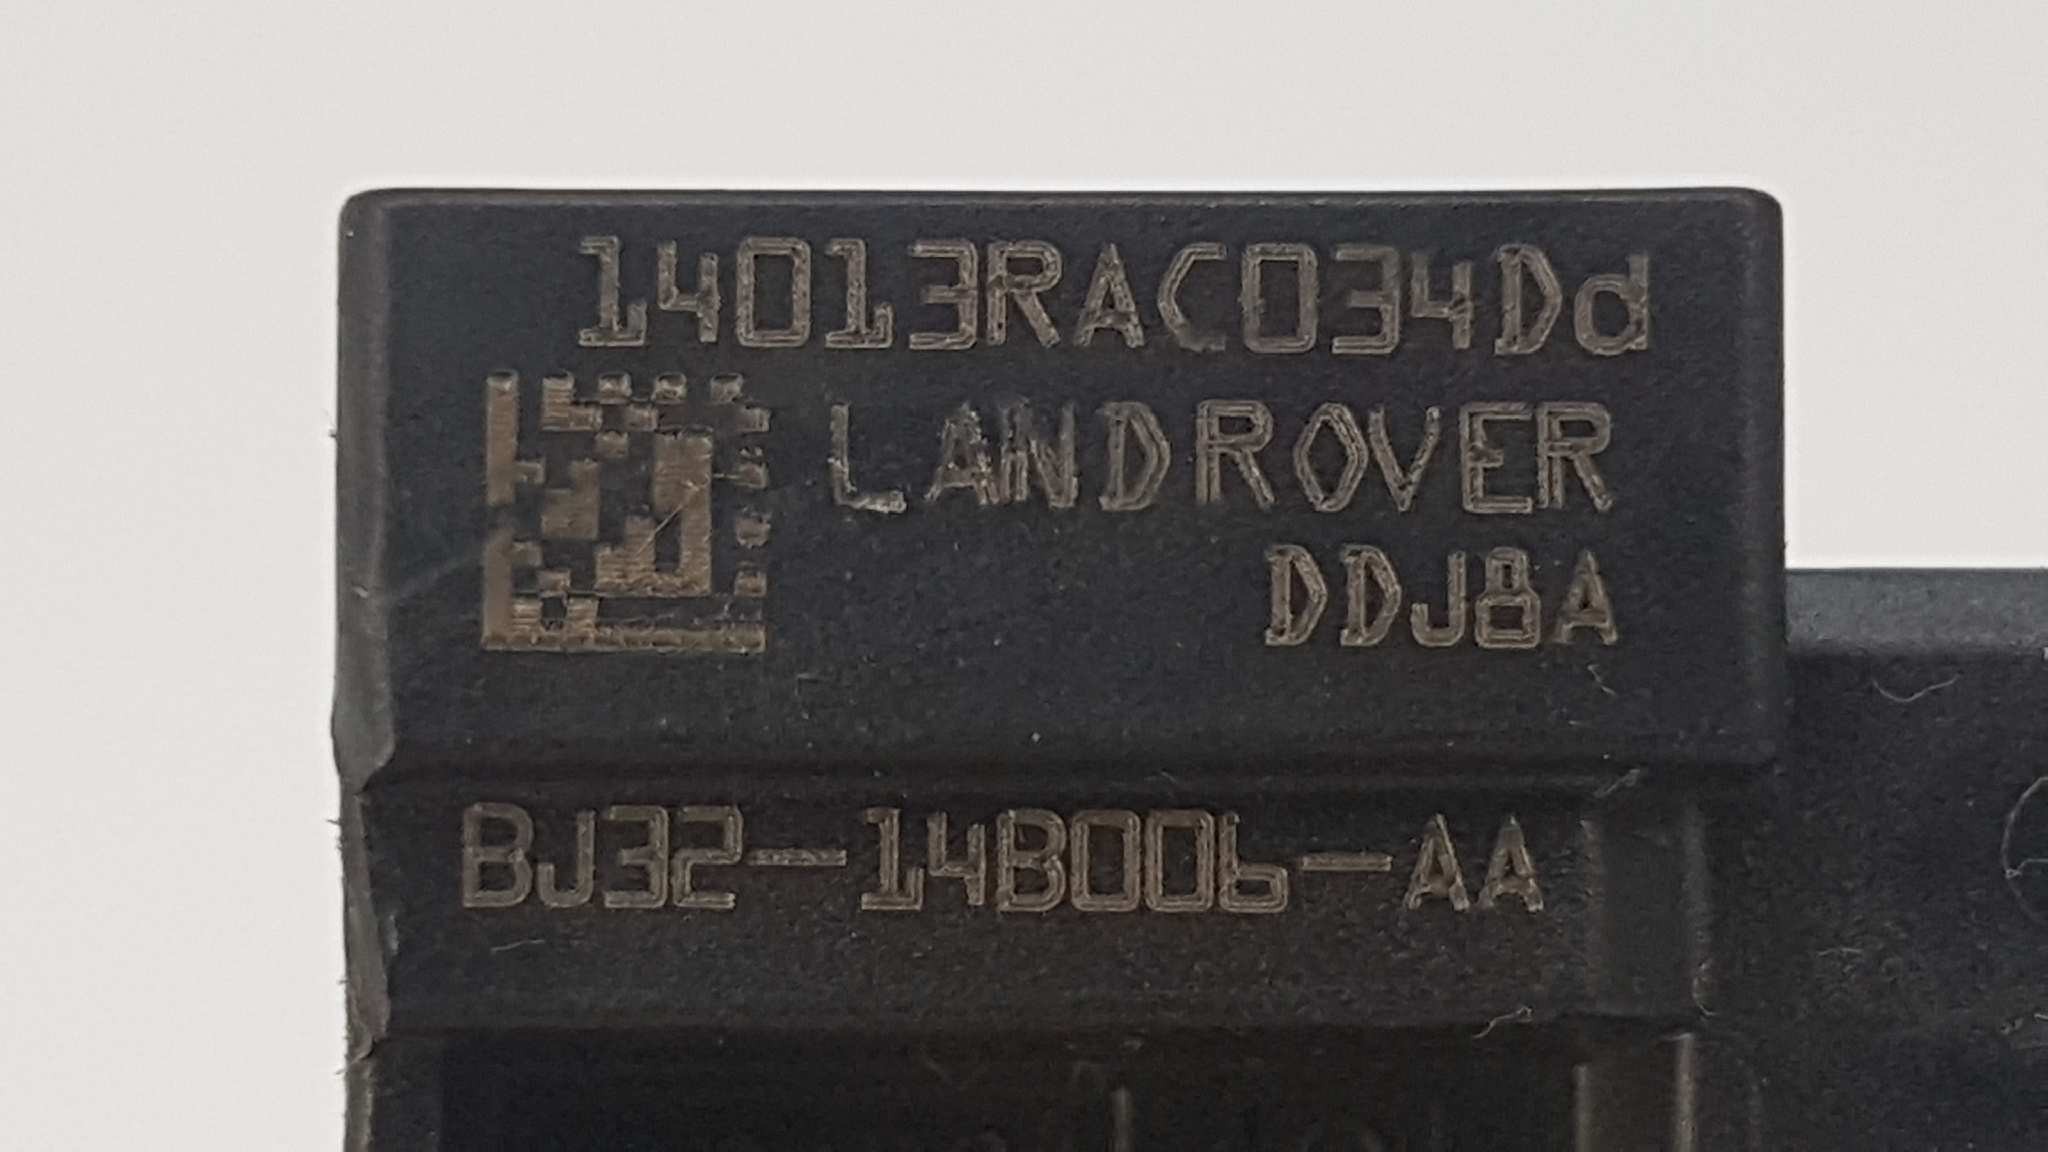 14013RAC034Dd
LANDROVER
DDJ8A
BJ32-14B006-AA